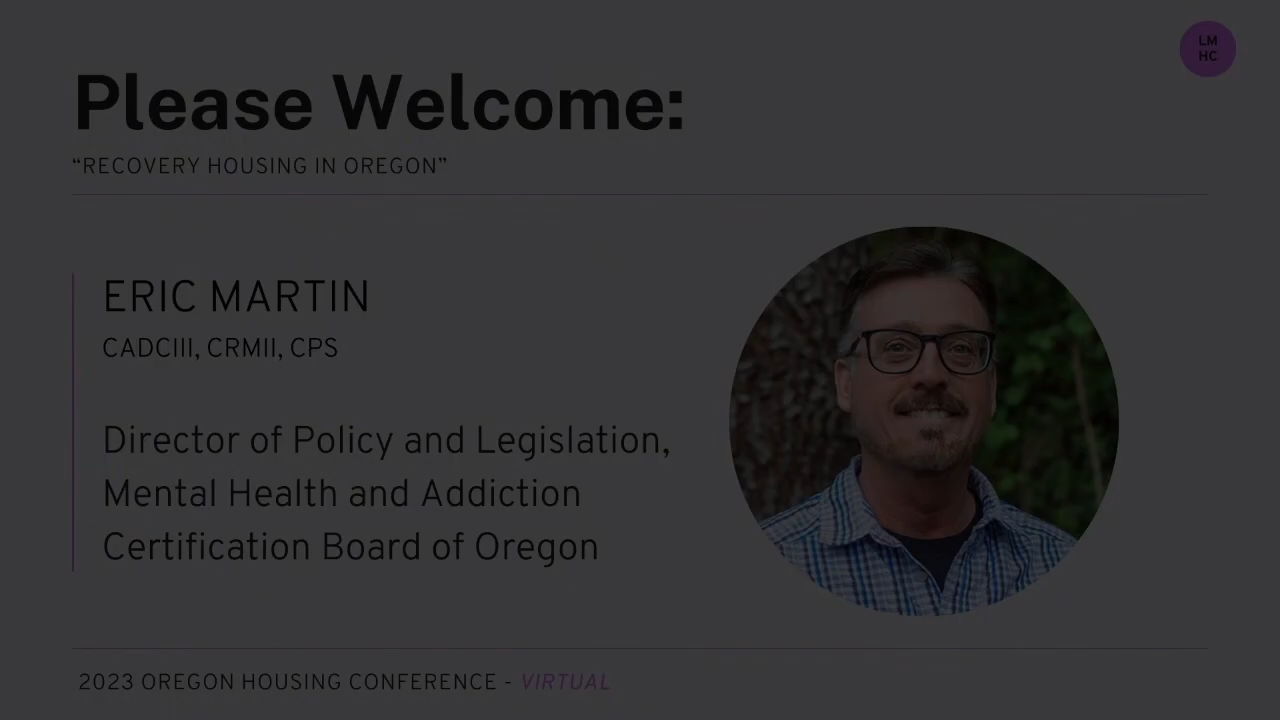 LM
HC
Please Welcome:
“RECOVERY HOUSING IN OREGON”
ERIC MARTIN
CADCIII, CRMII, CPS
Director of Policy and Legislation,
Mental Health and Addiction
Certification Board of Oregon
2023 OREGON HOUSING CONFERENCE - VIRTUAL